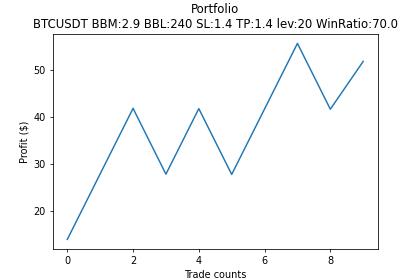 Portfolio
BTCUSDT BBM:2.9 BBL:240 SL:1.4 TP:1.4 lev:20 WinRatio:70.0
50
40
30
20
Profit ($)
0 2 4 6 8
Trade counts